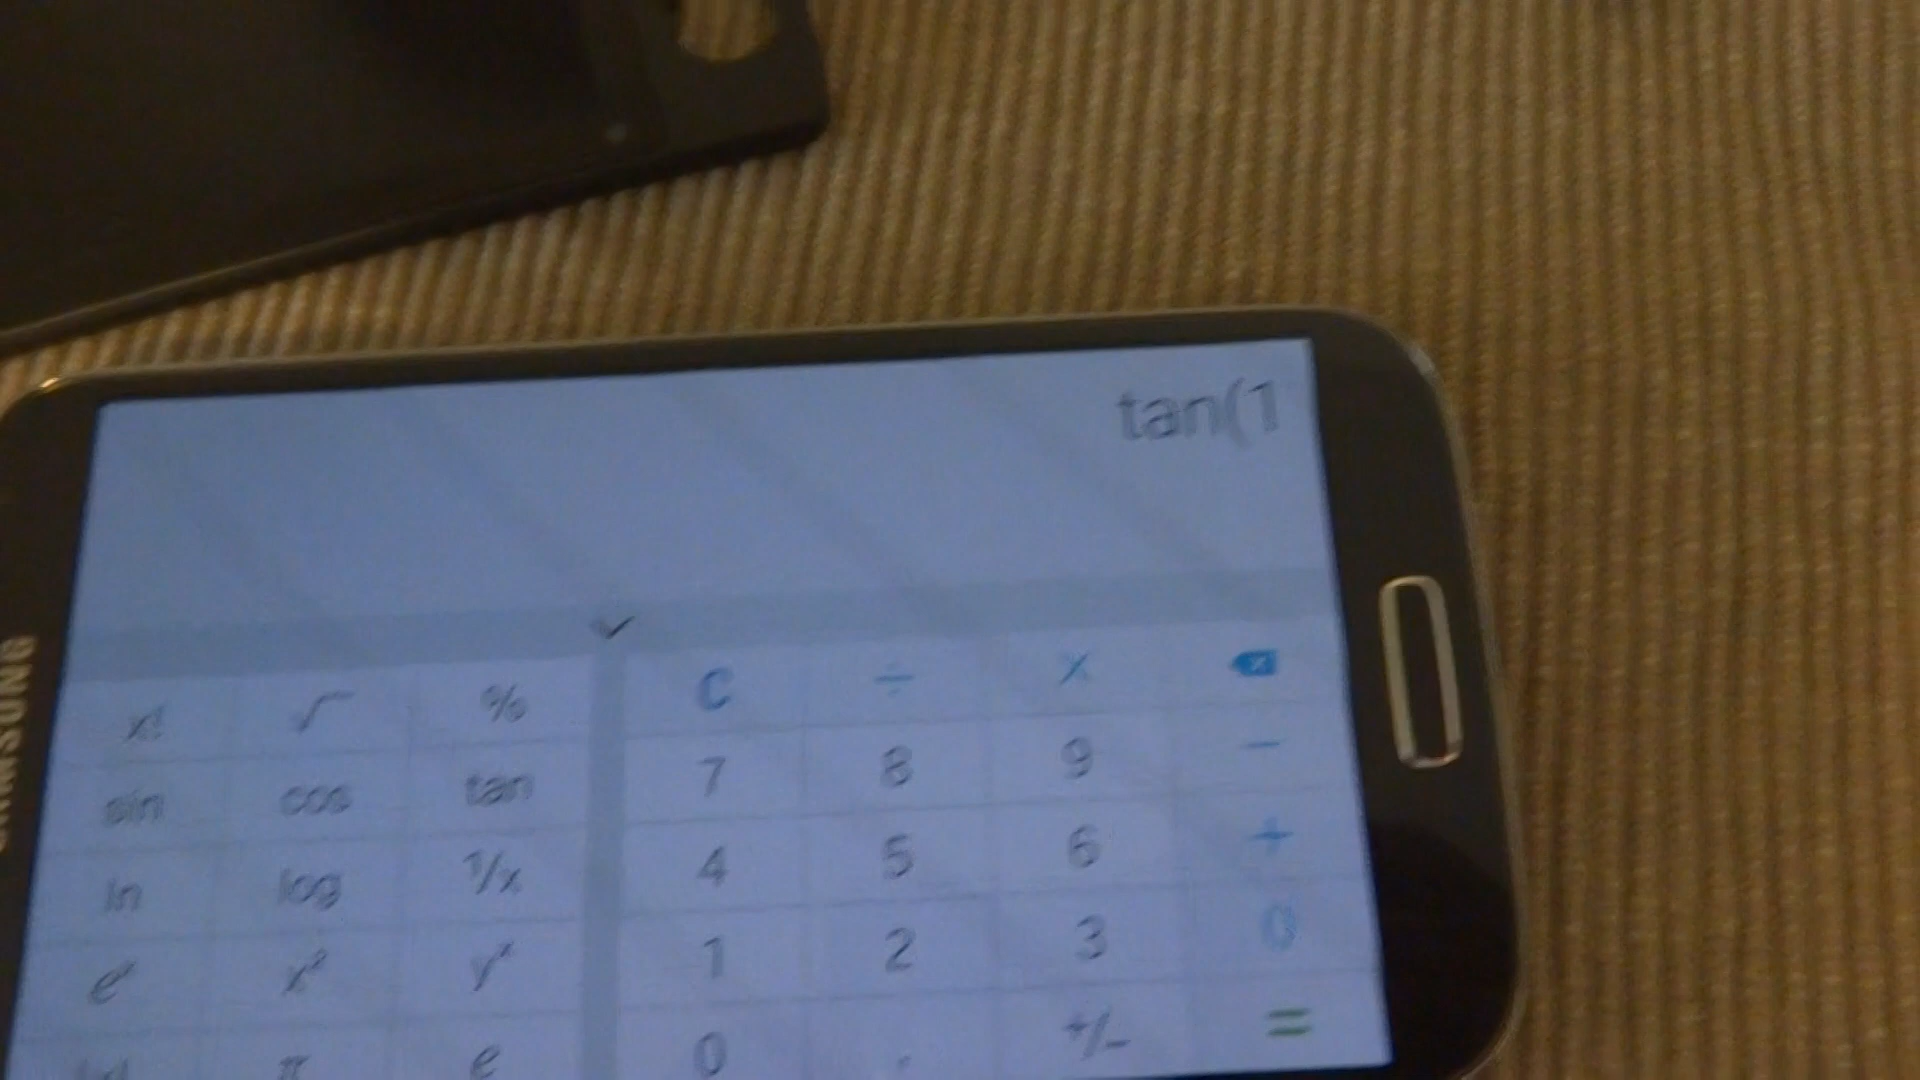 tan(1
SAMSUNG
x! √ % C ÷ ×
sin cos tan 7 8 9 −
ln log 1/x 4 5 6 +
eˣ x² yˣ 1 2 3 ()
|x| π e 0 . +/− =